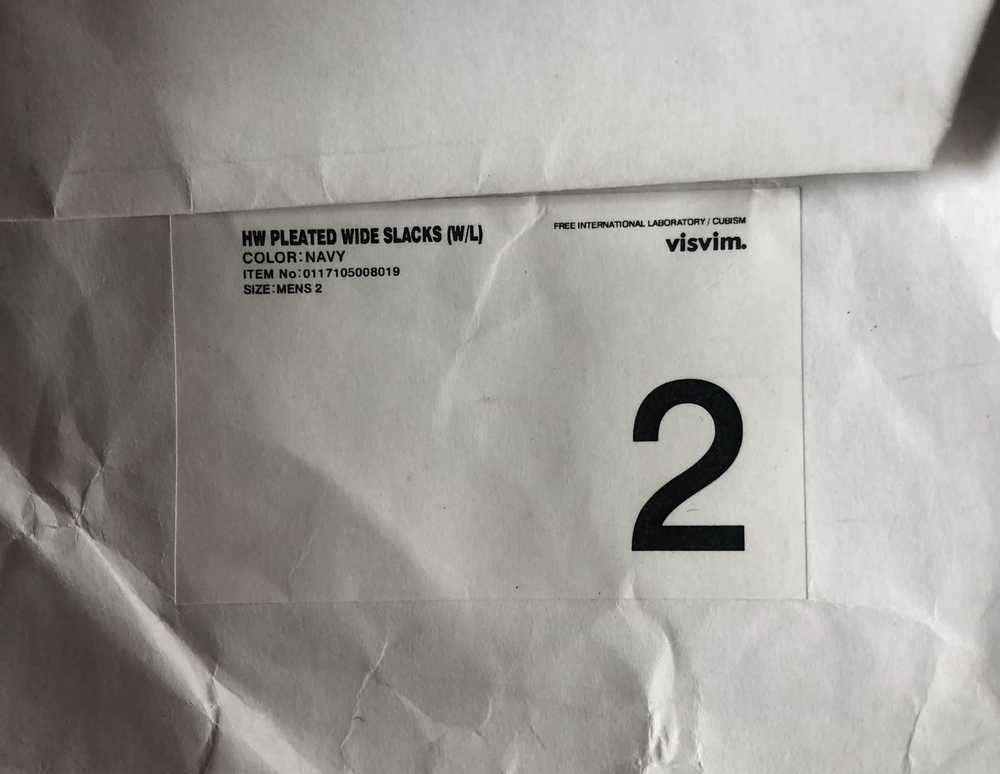 HW PLEATED WIDE SLACKS (W/L)
COLOR:NAVY
ITEM No:0117105008019
SIZE:MENS 2
FREE INTERNATIONAL LABORATORY / CUBISM
visvim.
2